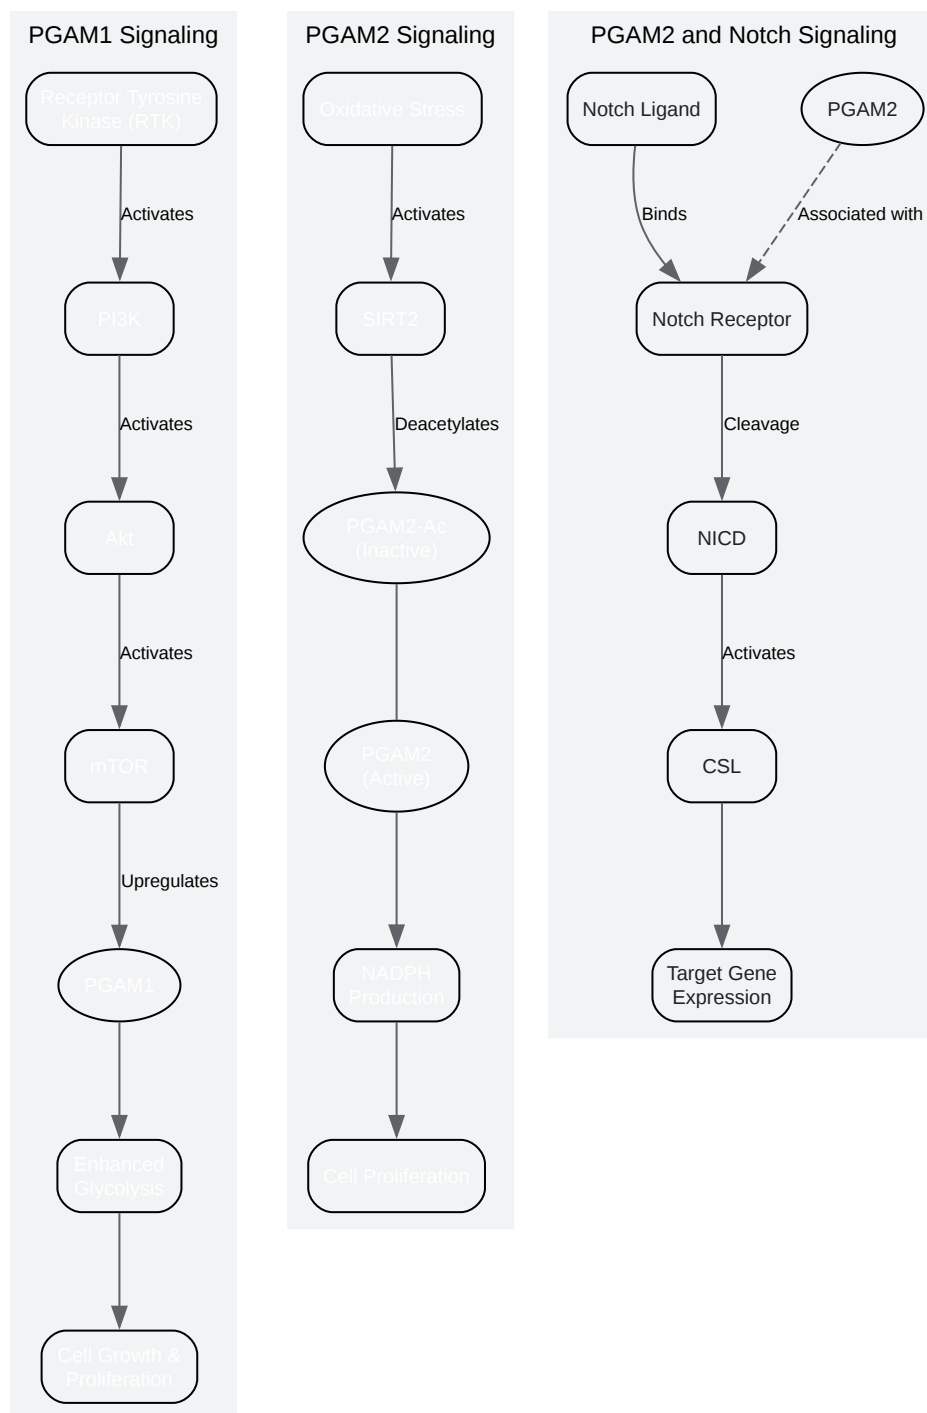 PGAM1 Signaling
Receptor Tyrosine
Kinase (RTK)
Activates
PI3K
Activates
Akt
Activates
mTOR
Upregulates
PGAM1
Enhanced
Glycolysis
Cell Growth &
Proliferation
PGAM2 Signaling
Oxidative Stress
Activates
SIRT2
Deacetylates
PGAM2-Ac
(Inactive)
PGAM2
(Active)
NADPH
Production
Cell Proliferation
PGAM2 and Notch Signaling
Notch Ligand
PGAM2
Binds
Associated with
Notch Receptor
Cleavage
NICD
Activates
CSL
Target Gene
Expression